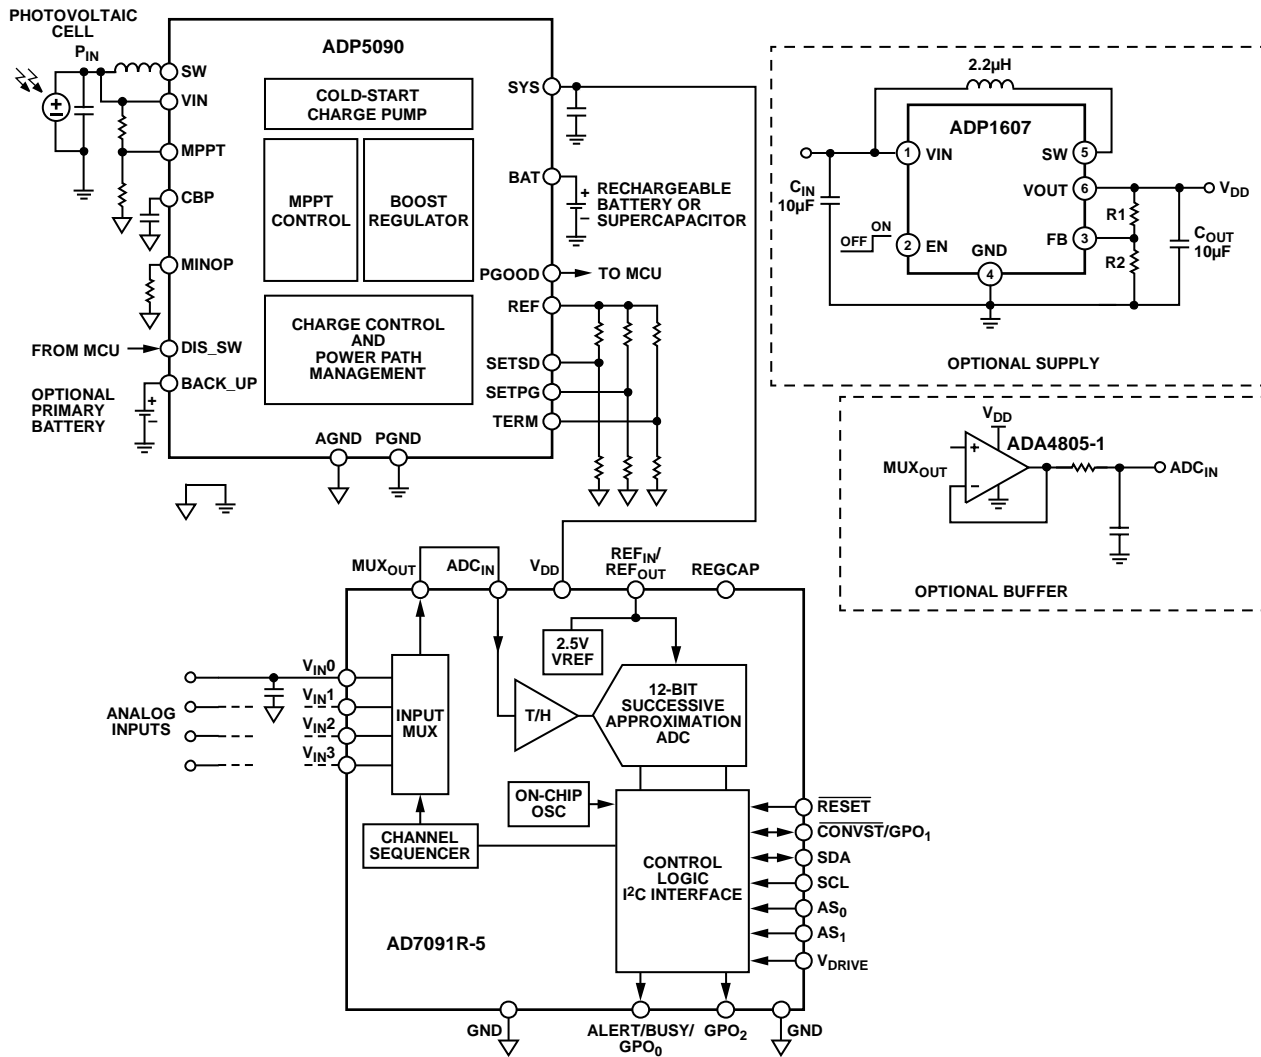 PHOTOVOLTAIC
CELL
PIN
ADP5090
SW
VIN
MPPT
CBP
MINOP
FROM MCU
DIS_SW
BACK_UP
OPTIONAL
PRIMARY
BATTERY
COLD-START
CHARGE PUMP
MPPT
CONTROL
BOOST
REGULATOR
CHARGE CONTROL
AND
POWER PATH
MANAGEMENT
AGND
PGND
SYS
BAT
RECHARGEABLE
BATTERY OR
SUPERCAPACITOR
PGOOD
TO MCU
REF
SETSD
SETPG
TERM
2.2µH
ADP1607
1
VIN
SW
5
VOUT
6
VDD
CIN
10µF
R1
FB
3
COUT
10µF
OFF
ON
2
EN
GND
4
R2
OPTIONAL SUPPLY
VDD
ADA4805-1
MUXOUT
+
−
ADCIN
OPTIONAL BUFFER
MUXOUT
ADCIN
VDD
REFIN/
REFOUT
REGCAP
2.5V
VREF
VIN0
VIN1
VIN2
VIN3
ANALOG
INPUTS
INPUT
MUX
T/H
12-BIT
SUCCESSIVE
APPROXIMATION
ADC
ON-CHIP
OSC
CHANNEL
SEQUENCER
CONTROL
LOGIC
I²C INTERFACE
RESET
CONVST/GPO1
SDA
SCL
AS0
AS1
VDRIVE
AD7091R-5
GND
ALERT/BUSY/
GPO0
GPO2
GND